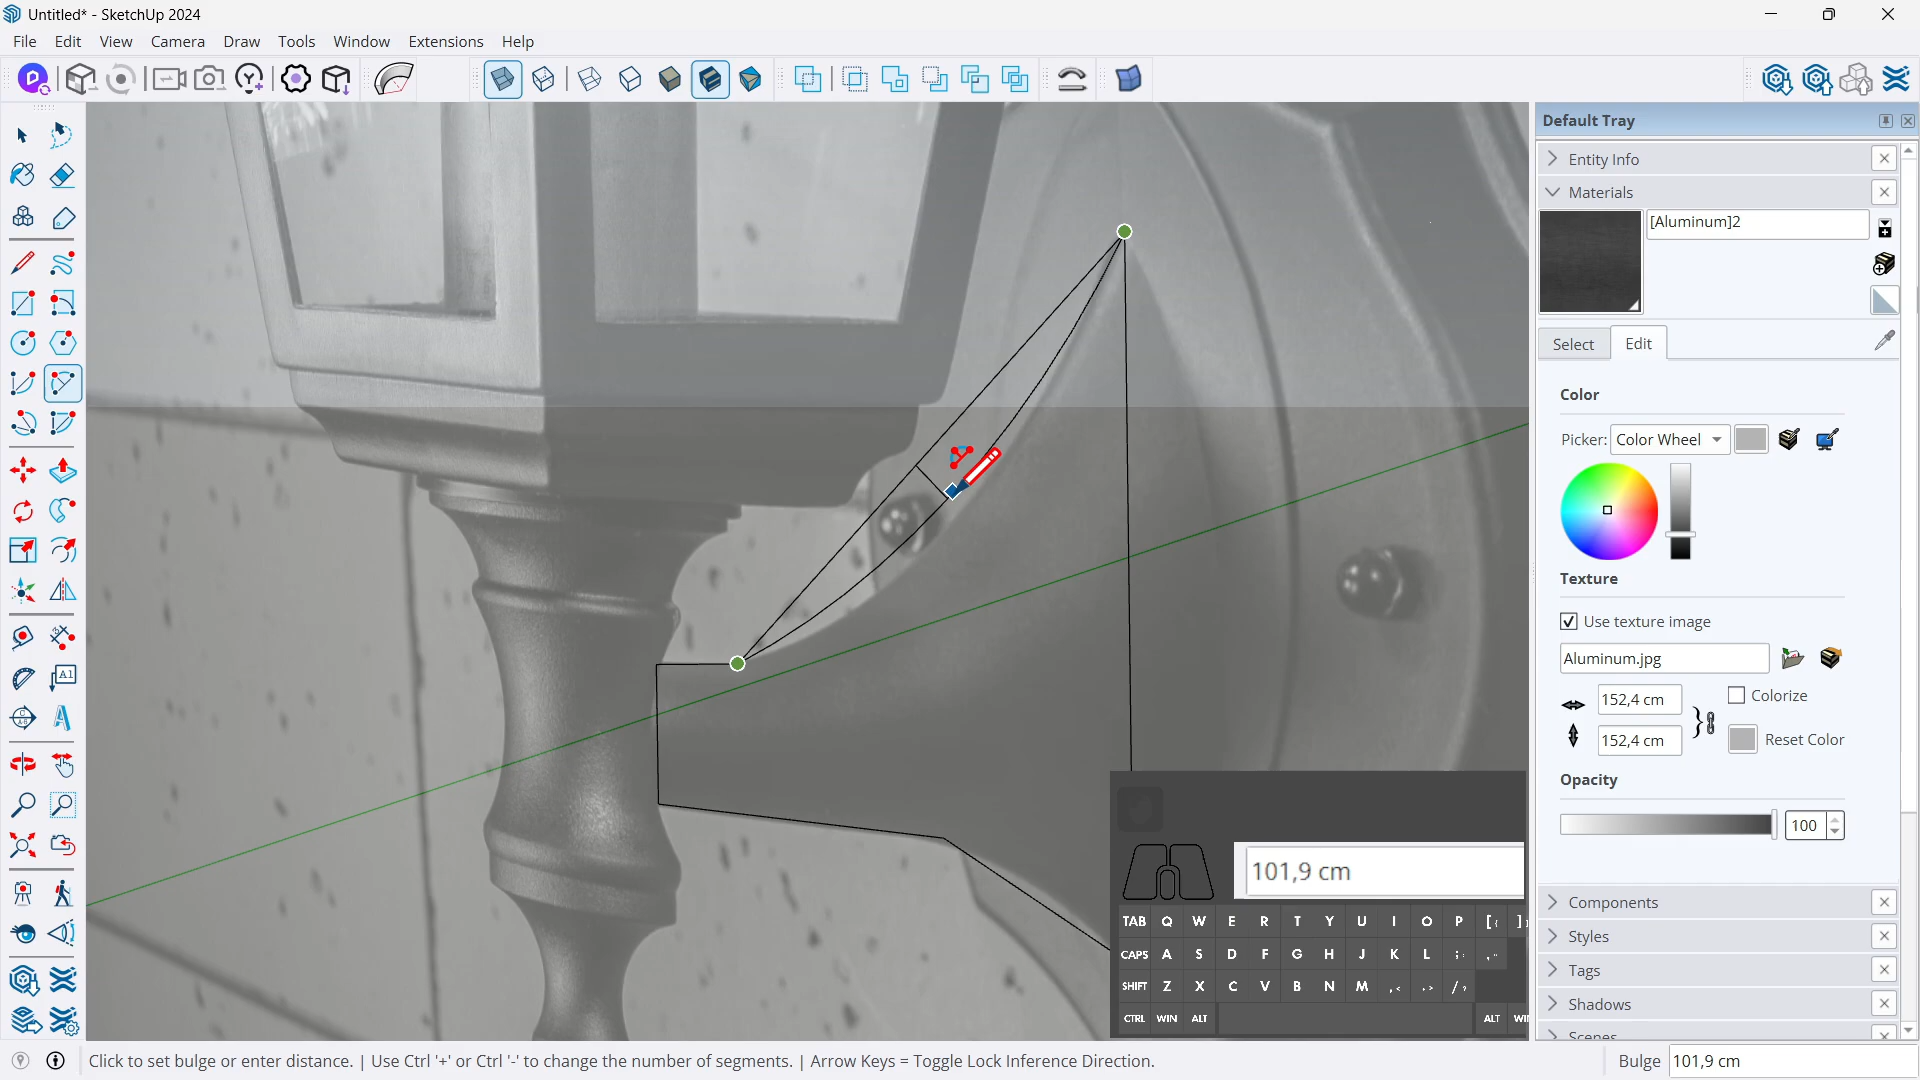 Untitled* - SketchUp 2024
File Edit View Camera Draw Tools Window Extensions Help
Default Tray
Entity Info
Materials
[Aluminum]2
Select Edit
Color
Picker: Color Wheel
Texture
Use texture image
Aluminum.jpg
152,4 cm
Colorize
152,4 cm
Reset Color
Opacity
100
Components
Styles
Tags
Shadows
Scenes
101,9 cm
TAB Q W E R T Y U I O P [ { ]
CAPS A S D F G H J K L ; : , "
SHIFT Z X C V B N M , < . > / ?
CTRL WIN ALT ALT WIN
Click to set bulge or enter distance. | Use Ctrl '+' or Ctrl '-' to change the number of segments. | Arrow Keys = Toggle Lock Inference Direction.
Bulge 101,9 cm